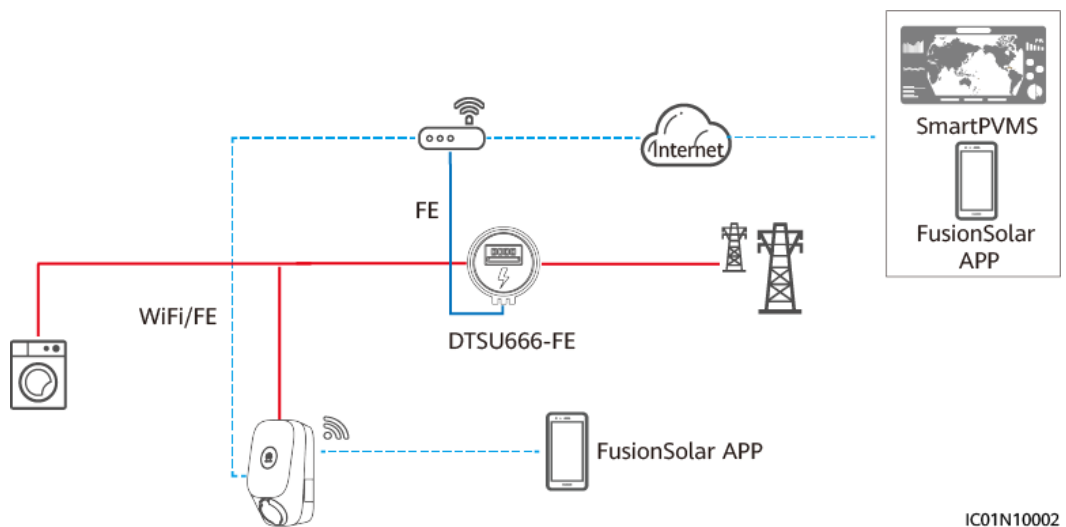 SmartPVMS
Internet
FE
FusionSolar
APP
WiFi/FE
DTSU666-FE
FusionSolar APP
IC01N10002